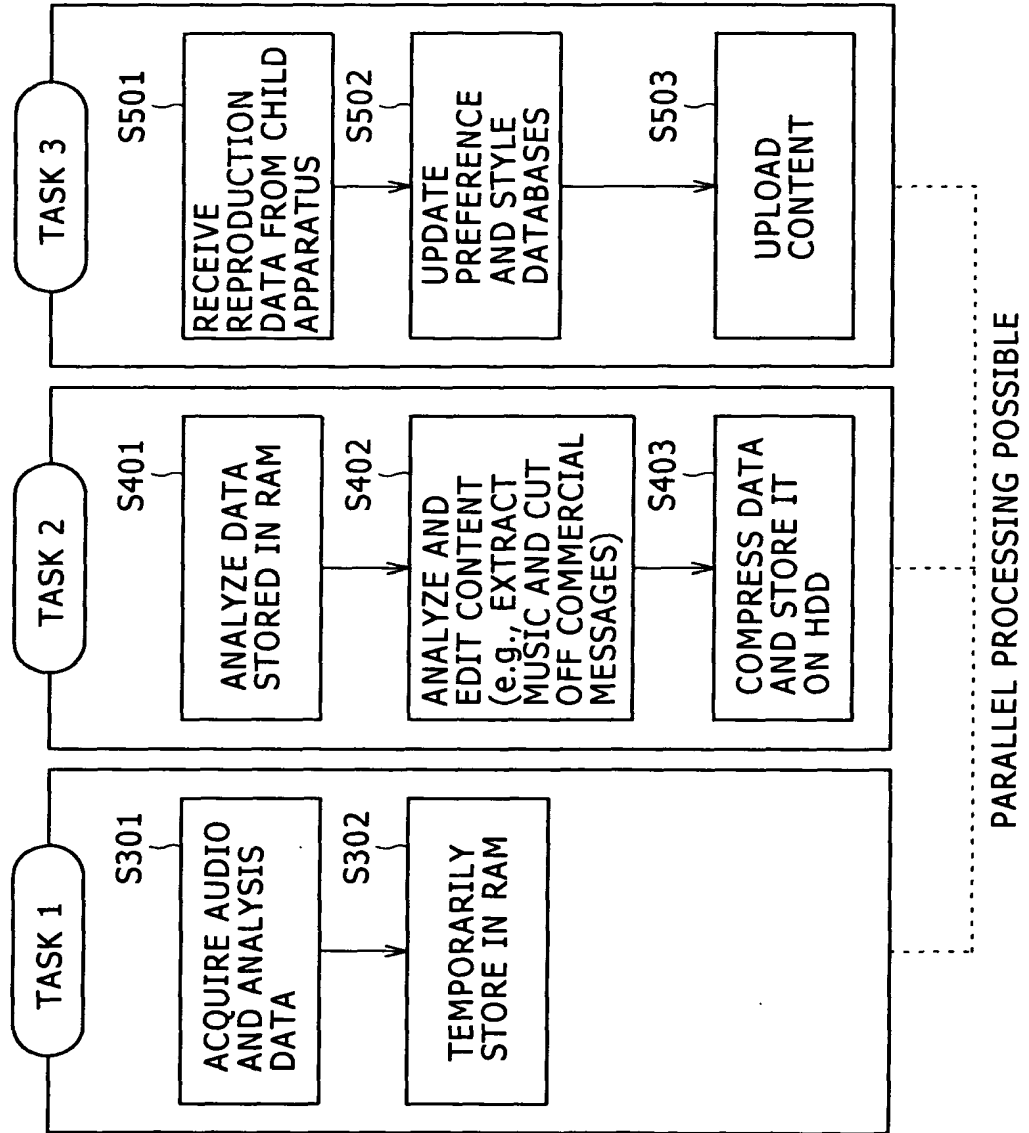 TASK 1
S301
ACQUIRE AUDIO
AND ANALYSIS
DATA
S302
TEMPORARILY
STORE IN RAM
TASK 2
S401
ANALYZE DATA
STORED IN RAM
S402
ANALYZE AND
EDIT CONTENT
(e.g., EXTRACT
MUSIC AND CUT
OFF COMMERCIAL
MESSAGES)
S403
COMPRESS DATA
AND STORE IT
ON HDD
TASK 3
S501
RECEIVE
REPRODUCTION
DATA FROM CHILD
APPARATUS
S502
UPDATE
PREFERENCE
AND STYLE
DATABASES
S503
UPLOAD
CONTENT
PARALLEL PROCESSING POSSIBLE